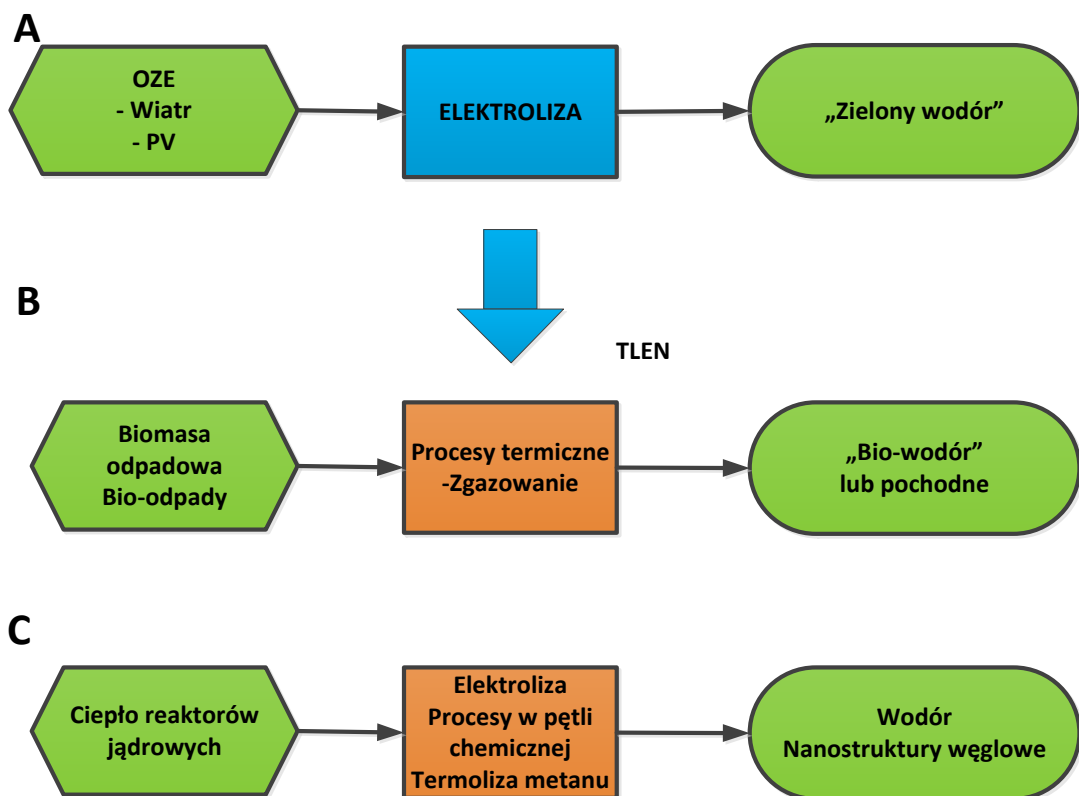 A
OZE
- Wiatr
- PV
ELEKTROLIZA
„Zielony wodór”
B
TLEN
Biomasa
odpadowa
Bio-odpady
Procesy termiczne
-Zgazowanie
„Bio-wodór”
lub pochodne
C
Ciepło reaktorów
jądrowych
Elektroliza
Procesy w pętli
chemicznej
Termoliza metanu
Wodór
Nanostruktury węglowe